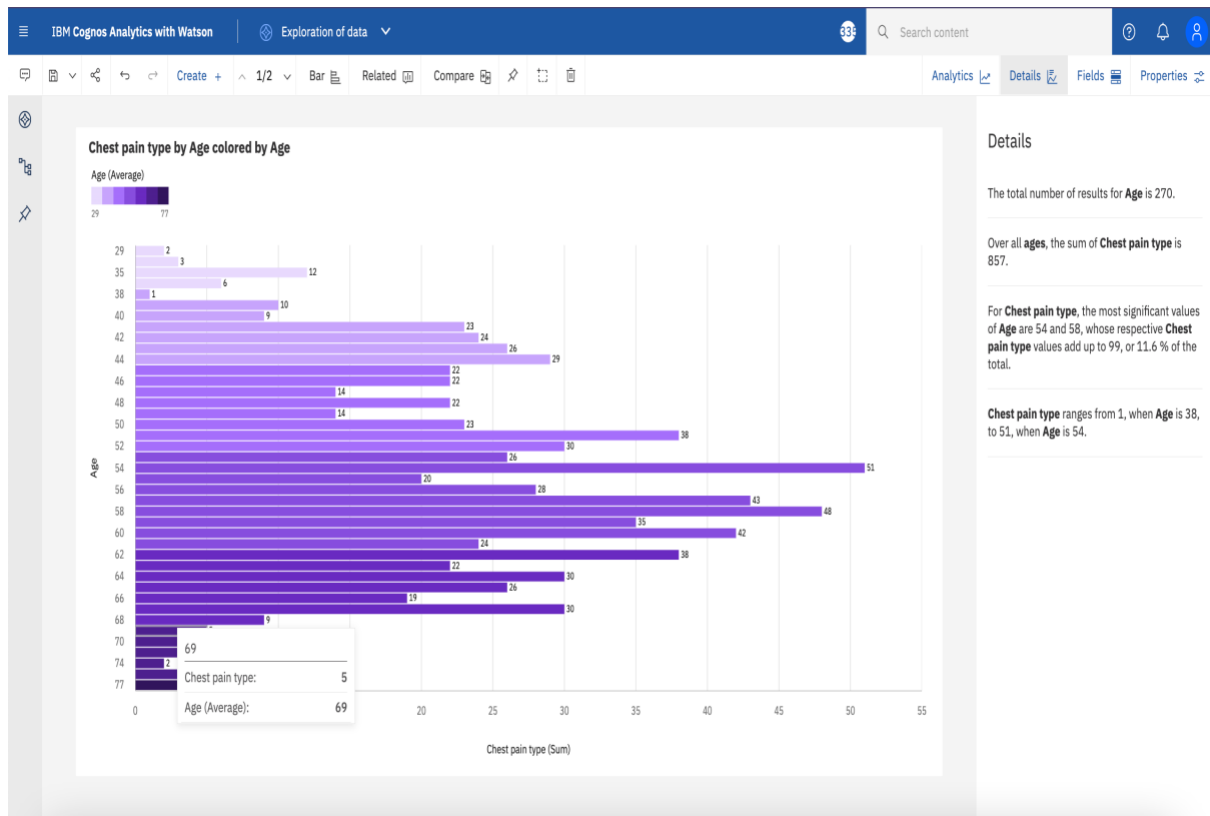 IBM Cognos Analytics with Watson
Exploration of data
Search content
Create +
1/2
Bar
Related
Compare
Analytics
Details
Fields
Properties
Chest pain type by Age colored by Age
Age (Average)
29 77
29 2
3
35 12
6
38 1
10
40 9
23
42 24
26
44 29
22
46 22
14
48 22
14
50 23
38
52 30
26
54 51
20
56 28
43
58 48
35
60 42
24
62 38
22
64 30
26
66 19
30
68 9
70
74 2
77
Age
69
Chest pain type: 5
Age (Average): 69
0 20 25 30 35 40 45 50 55
Chest pain type (Sum)
Details
The total number of results for Age is 270.
Over all ages, the sum of Chest pain type is
857.
For Chest pain type, the most significant values
of Age are 54 and 58, whose respective Chest
pain type values add up to 99, or 11.6 % of the
total.
Chest pain type ranges from 1, when Age is 38,
to 51, when Age is 54.